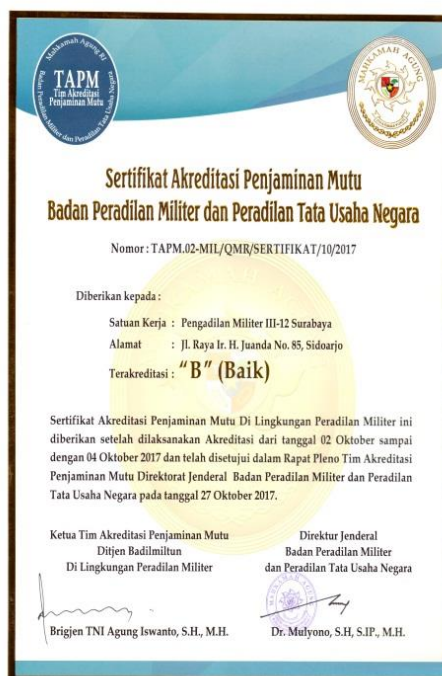 Mahkamah Agung RI
TAPM
Tim Akreditasi
Penjaminan Mutu
Badan Peradilan Militer dan Peradilan Tata Usaha Negara
MAHKAMAH AGUNG
Sertifikat Akreditasi Penjaminan Mutu
Badan Peradilan Militer dan Peradilan Tata Usaha Negara
Nomor : TAPM.02-MIL/QMR/SERTIFIKAT/10/2017
Diberikan kepada :
Satuan Kerja : Pengadilan Militer III-12 Surabaya
Alamat : Jl. Raya Ir. H. Juanda No. 85, Sidoarjo
Terakreditasi : “B” (Baik)
Sertifikat Akreditasi Penjaminan Mutu Di Lingkungan Peradilan Militer ini
diberikan setelah dilaksanakan Akreditasi dari tanggal 02 Oktober sampai
dengan 04 Oktober 2017 dan telah disetujui dalam Rapat Pleno Tim Akreditasi
Penjaminan Mutu Direktorat Jenderal Badan Peradilan Militer dan Peradilan
Tata Usaha Negara pada tanggal 27 Oktober 2017.
Ketua Tim Akreditasi Penjaminan Mutu
Ditjen Badilmiltun
Di Lingkungan Peradilan Militer
Brigjen TNI Agung Iswanto, S.H., M.H.
Direktur Jenderal
Badan Peradilan Militer
dan Peradilan Tata Usaha Negara
Dr. Mulyono, S.H, S.IP., M.H.